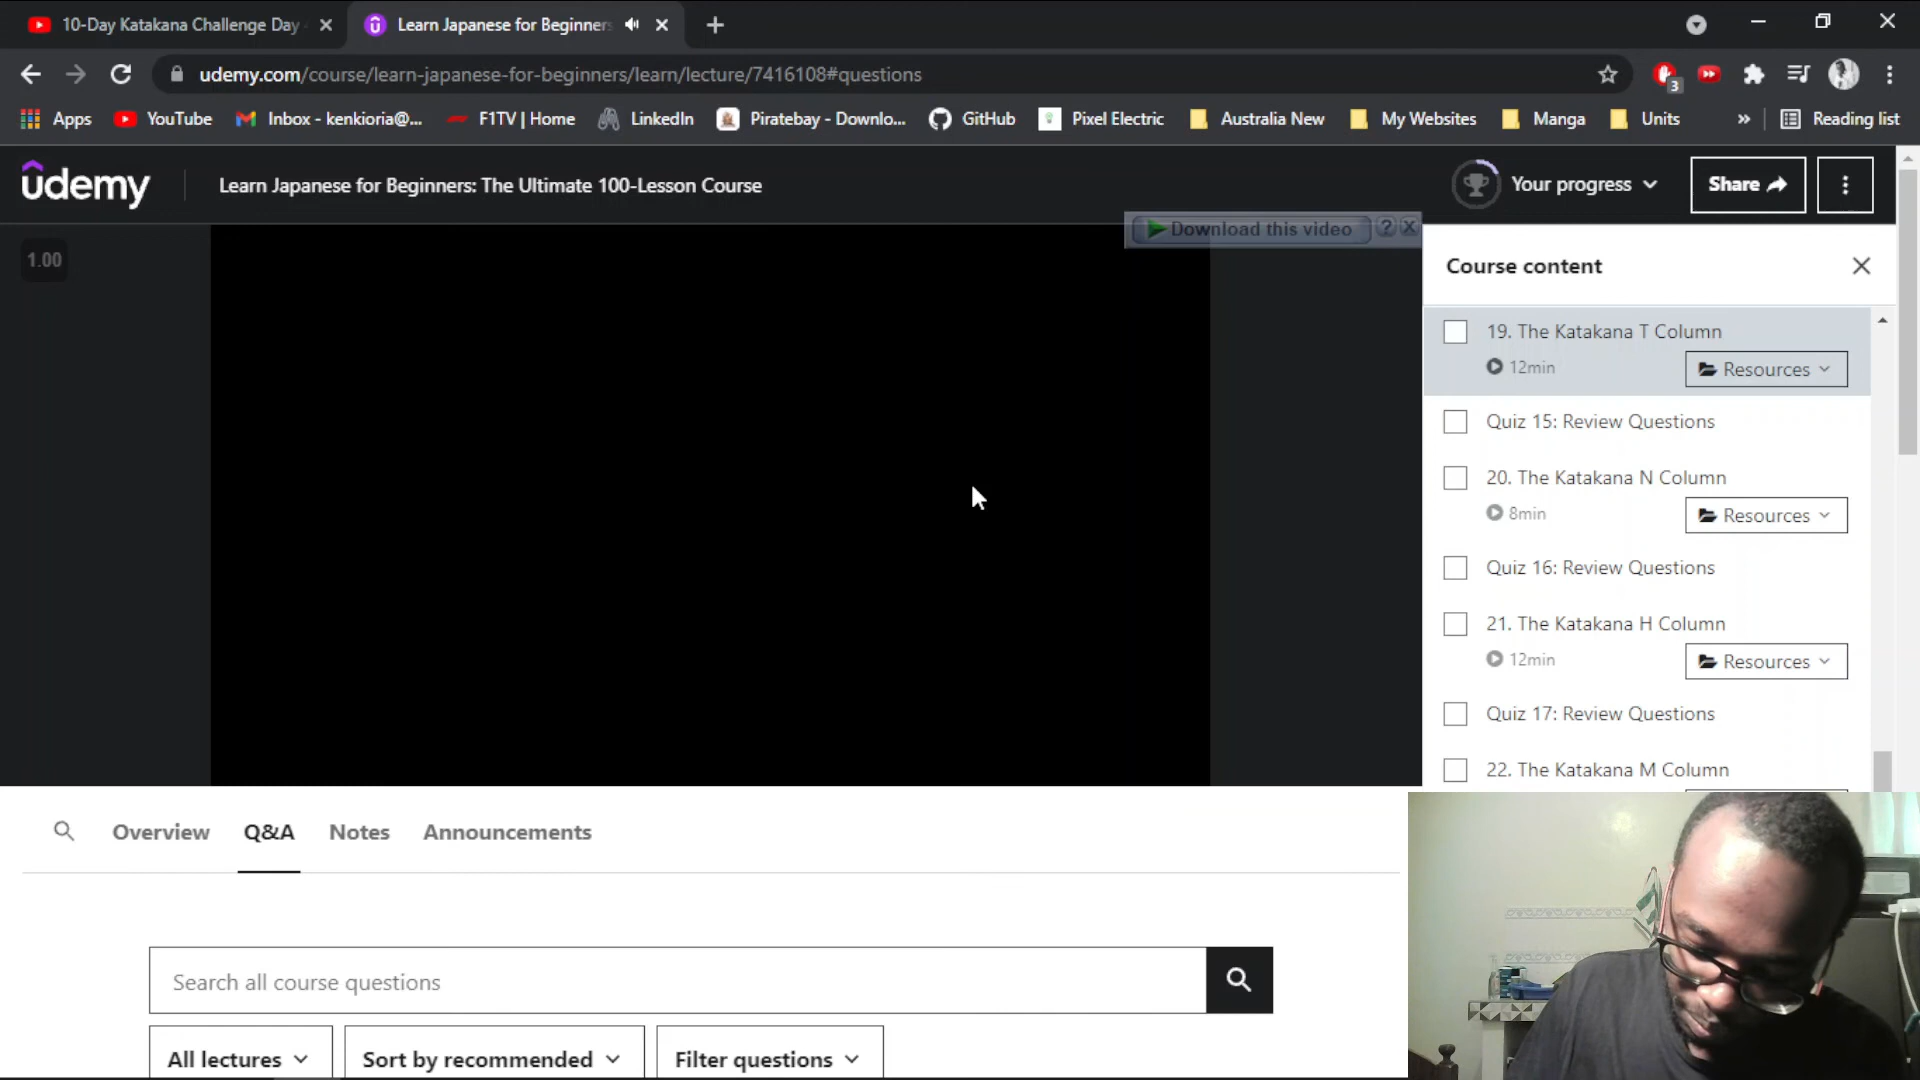 10-Day Katakana Challenge Day
Learn Japanese for Beginner
udemy.com/course/learn-japanese-for-beginners/learn/lecture/7416108#questions
3
Apps
YouTube
Inbox - kenkioria@...
F1TV | Home
LinkedIn
Piratebay - Downlo...
GitHub
Pixel Electric
Australia New
My Websites
Manga
Units
»
Reading list
udemy
Learn Japanese for Beginners: The Ultimate 100-Lesson Course
Your progress
Share
Download this video
?
1.00
Course content
19. The Katakana T Column
12min
Resources
Quiz 15: Review Questions
20. The Katakana N Column
8min
Resources
Quiz 16: Review Questions
21. The Katakana H Column
12min
Resources
Quiz 17: Review Questions
22. The Katakana M Column
Overview
Q&A
Notes
Announcements
Search all course questions
All lectures
Sort by recommended
Filter questions